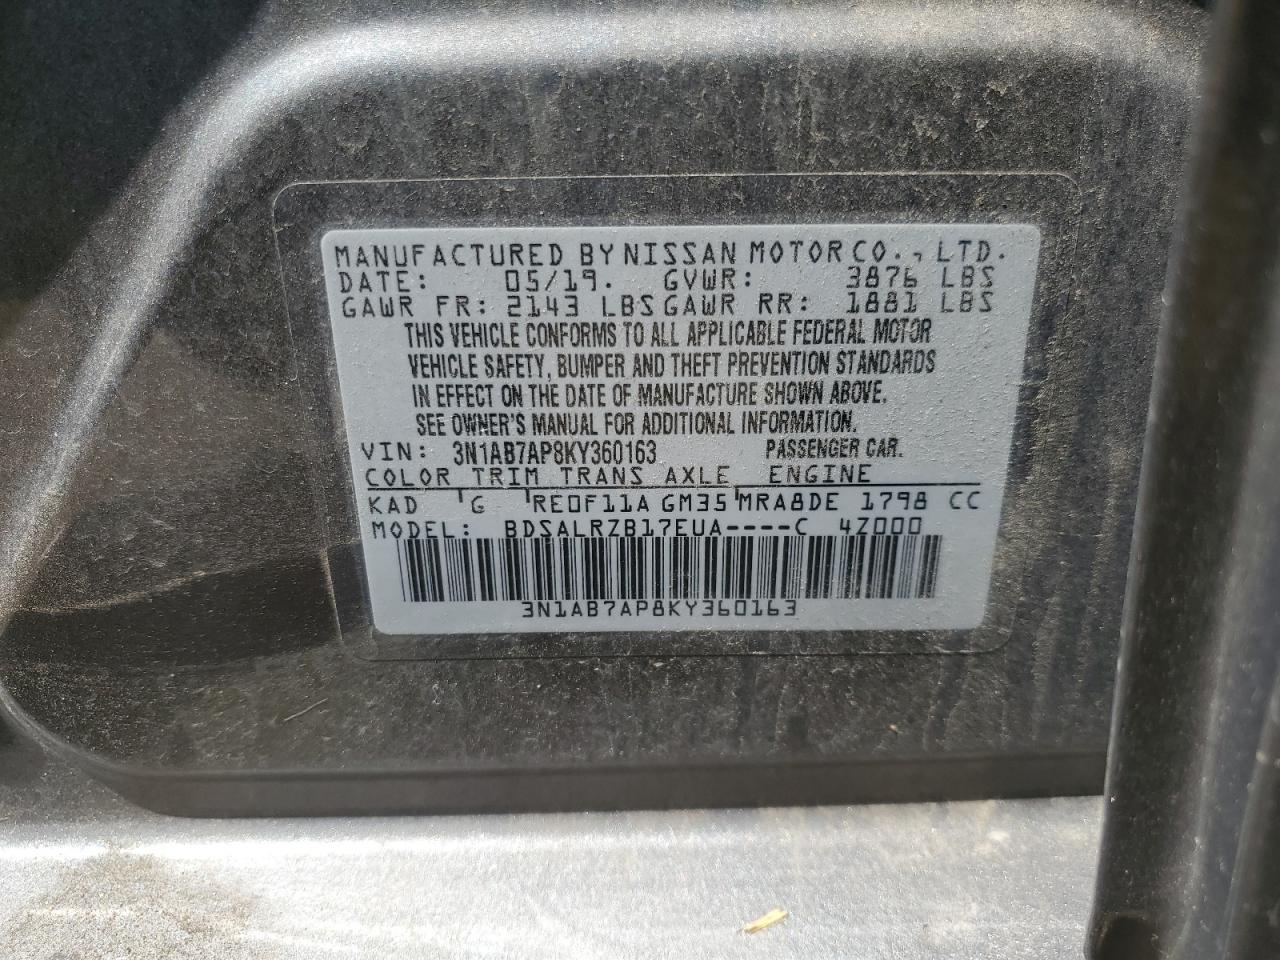 MANUFACTURED BY NISSAN MOTOR CO., LTD.
DATE: 05/19. GVWR: 3876 LBS
GAWR FR: 2143 LBS GAWR RR: 1881 LBS
THIS VEHICLE CONFORMS TO ALL APPLICABLE FEDERAL MOTOR
VEHICLE SAFETY, BUMPER AND THEFT PREVENTION STANDARDS
IN EFFECT ON THE DATE OF MANUFACTURE SHOWN ABOVE.
SEE OWNER'S MANUAL FOR ADDITIONAL INFORMATION.
VIN: 3N1AB7AP8KY360163 PASSENGER CAR.
COLOR TRIM TRANS AXLE ENGINE
KAD G RE0F11A GM35 MRA8DE 1798 CC
MODEL: BDSALRZB17EUA----C 4Z000
3N1AB7AP8KY360163